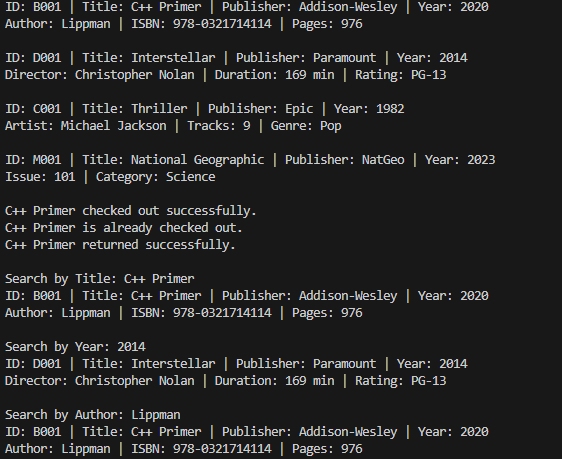 ID: B001 | Title: C++ Primer | Publisher: Addison-Wesley | Year: 2020
Author: Lippman | ISBN: 978-0321714114 | Pages: 976
ID: D001 | Title: Interstellar | Publisher: Paramount | Year: 2014
Director: Christopher Nolan | Duration: 169 min | Rating: PG-13
ID: C001 | Title: Thriller | Publisher: Epic | Year: 1982
Artist: Michael Jackson | Tracks: 9 | Genre: Pop
ID: M001 | Title: National Geographic | Publisher: NatGeo | Year: 2023
Issue: 101 | Category: Science
C++ Primer checked out successfully.
C++ Primer is already checked out.
C++ Primer returned successfully.
Search by Title: C++ Primer
ID: B001 | Title: C++ Primer | Publisher: Addison-Wesley | Year: 2020
Author: Lippman | ISBN: 978-0321714114 | Pages: 976
Search by Year: 2014
ID: D001 | Title: Interstellar | Publisher: Paramount | Year: 2014
Director: Christopher Nolan | Duration: 169 min | Rating: PG-13
Search by Author: Lippman
ID: B001 | Title: C++ Primer | Publisher: Addison-Wesley | Year: 2020
Author: Lippman | ISBN: 978-0321714114 | Pages: 976